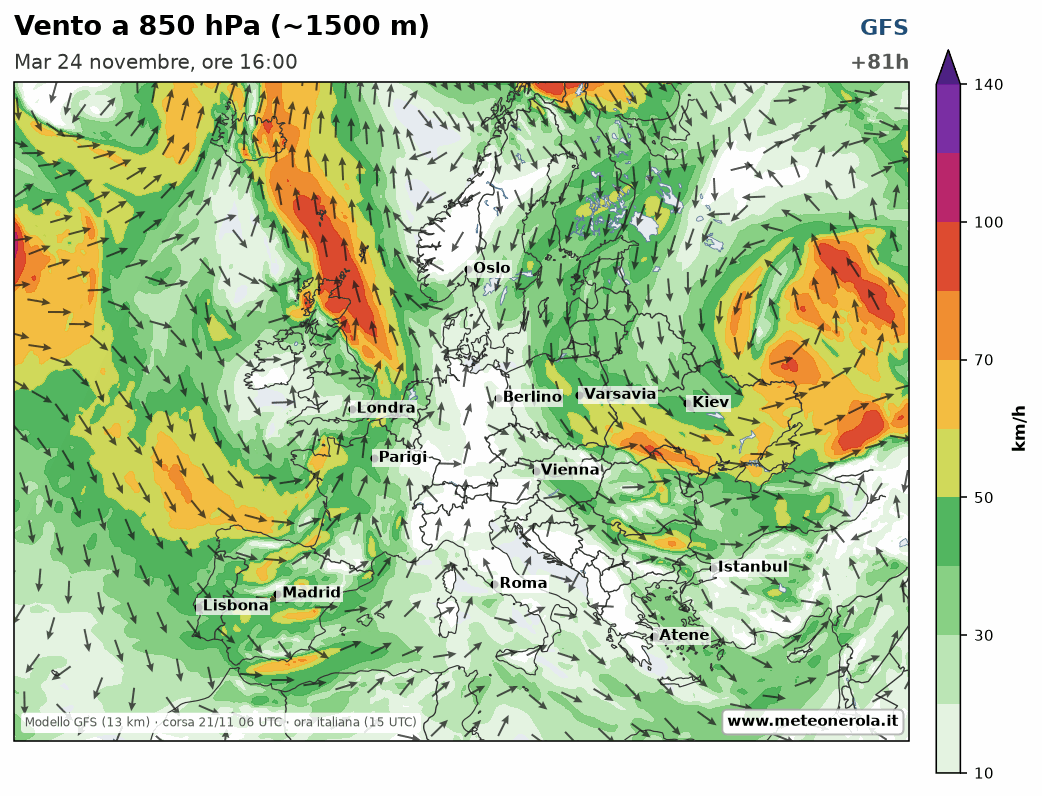 Vento a 850 hPa (~1500 m)
GFS
Mar 24 novembre, ore 16:00
+81h
140
100
70
50
30
10
km/h
Oslo
Berlino
Varsavia
Kiev
Londra
Parigi
Vienna
Istanbul
Roma
Madrid
Lisbona
Atene
Modello GFS (13 km) · corsa 21/11 06 UTC · ora italiana (15 UTC)
www.meteonerola.it